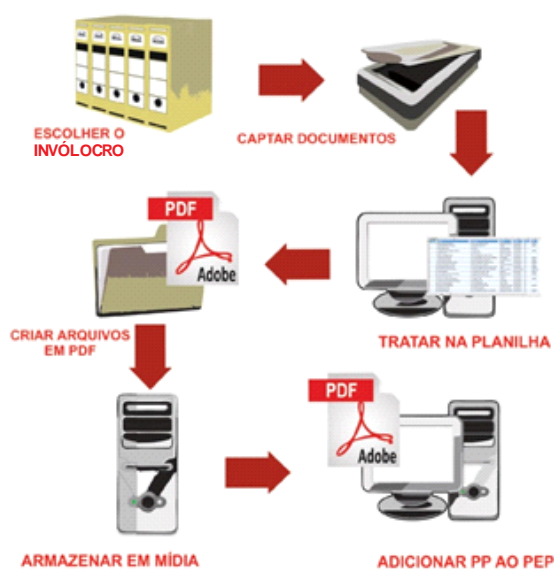 ESCOLHER O
INVÓLOCRO
CAPTAR DOCUMENTOS
PDF
Adobe
CRIAR ARQUIVOS
EM PDF
TRATAR NA PLANILHA
PDF
Adobe
ARMAZENAR EM MÍDIA
ADICIONAR PP AO PEP